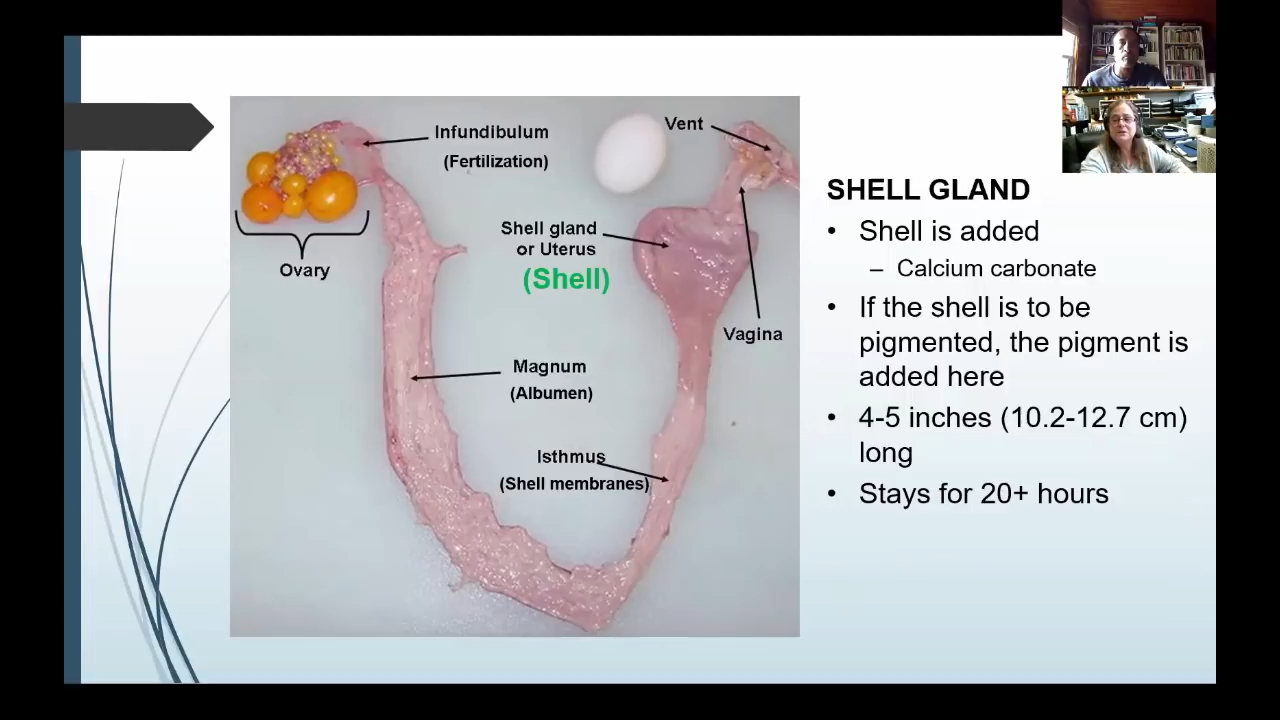 Infundibulum
(Fertilization)
Vent
Ovary
Shell gland
or Uterus
(Shell)
Vagina
Magnum
(Albumen)
Isthmus
(Shell membranes)
SHELL GLAND
• Shell is added
– Calcium carbonate
• If the shell is to be
pigmented, the pigment is
added here
• 4-5 inches (10.2-12.7 cm)
long
• Stays for 20+ hours